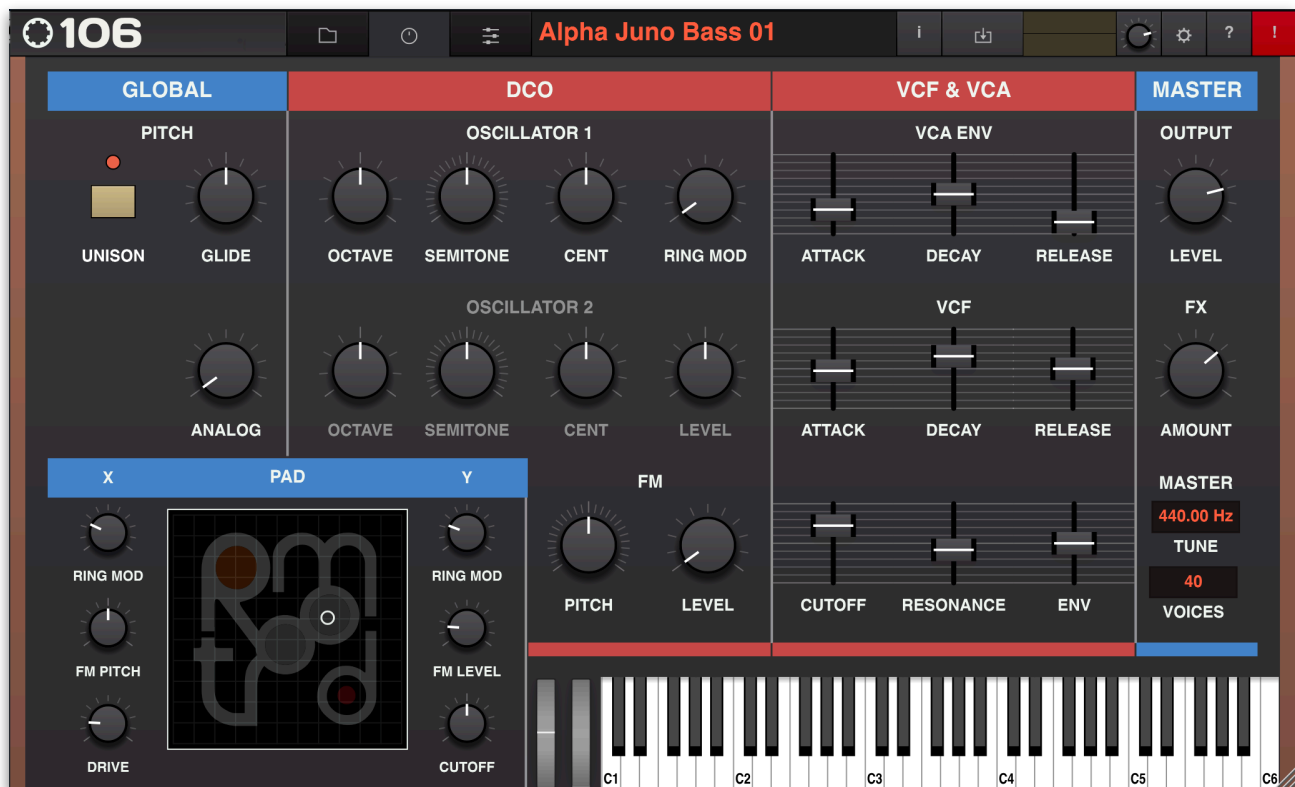 106
Alpha Juno Bass 01
i
?
!
GLOBAL
DCO
VCF & VCA
MASTER
PITCH
OSCILLATOR 1
VCA ENV
OUTPUT
UNISON
GLIDE
OCTAVE
SEMITONE
CENT
RING MOD
ATTACK
DECAY
RELEASE
LEVEL
OSCILLATOR 2
VCF
FX
ANALOG
OCTAVE
SEMITONE
CENT
LEVEL
ATTACK
DECAY
RELEASE
AMOUNT
X
PAD
Y
FM
MASTER
440.00 Hz
TUNE
RING MOD
RING MOD
40
PITCH
LEVEL
CUTOFF
RESONANCE
ENV
VOICES
FM PITCH
FM LEVEL
DRIVE
CUTOFF
C1
C2
C3
C4
C5
C6